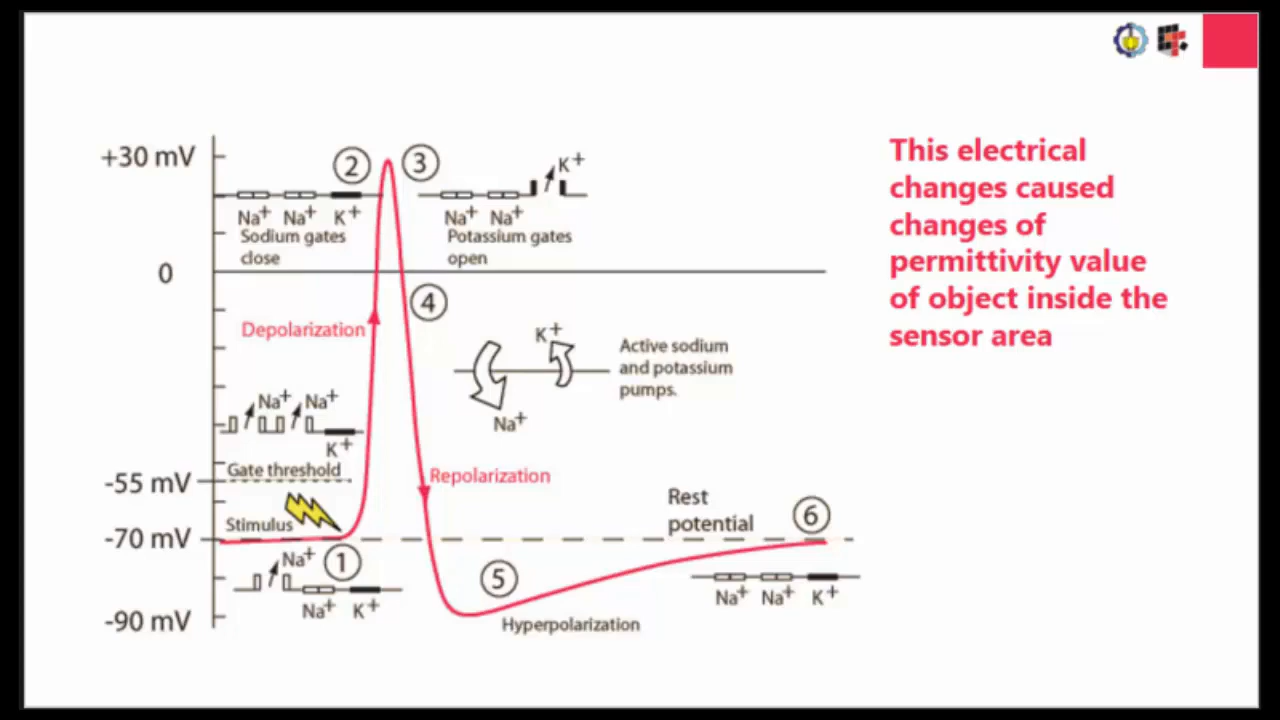 +30 mV
2
3
K+
Na+ Na+ K+
Sodium gates
close
Na+ Na+
Potassium gates
open
0
4
Depolarization
K+
Active sodium
and potassium
pumps.
Na+
Na+ Na+
K+
Gate threshold
-55 mV
Repolarization
Stimulus
Rest
potential
6
-70 mV
Na+
1
Na+ K+
5
Na+ Na+ K+
-90 mV
Hyperpolarization
This electrical
changes caused
changes of
permittivity value
of object inside the
sensor area